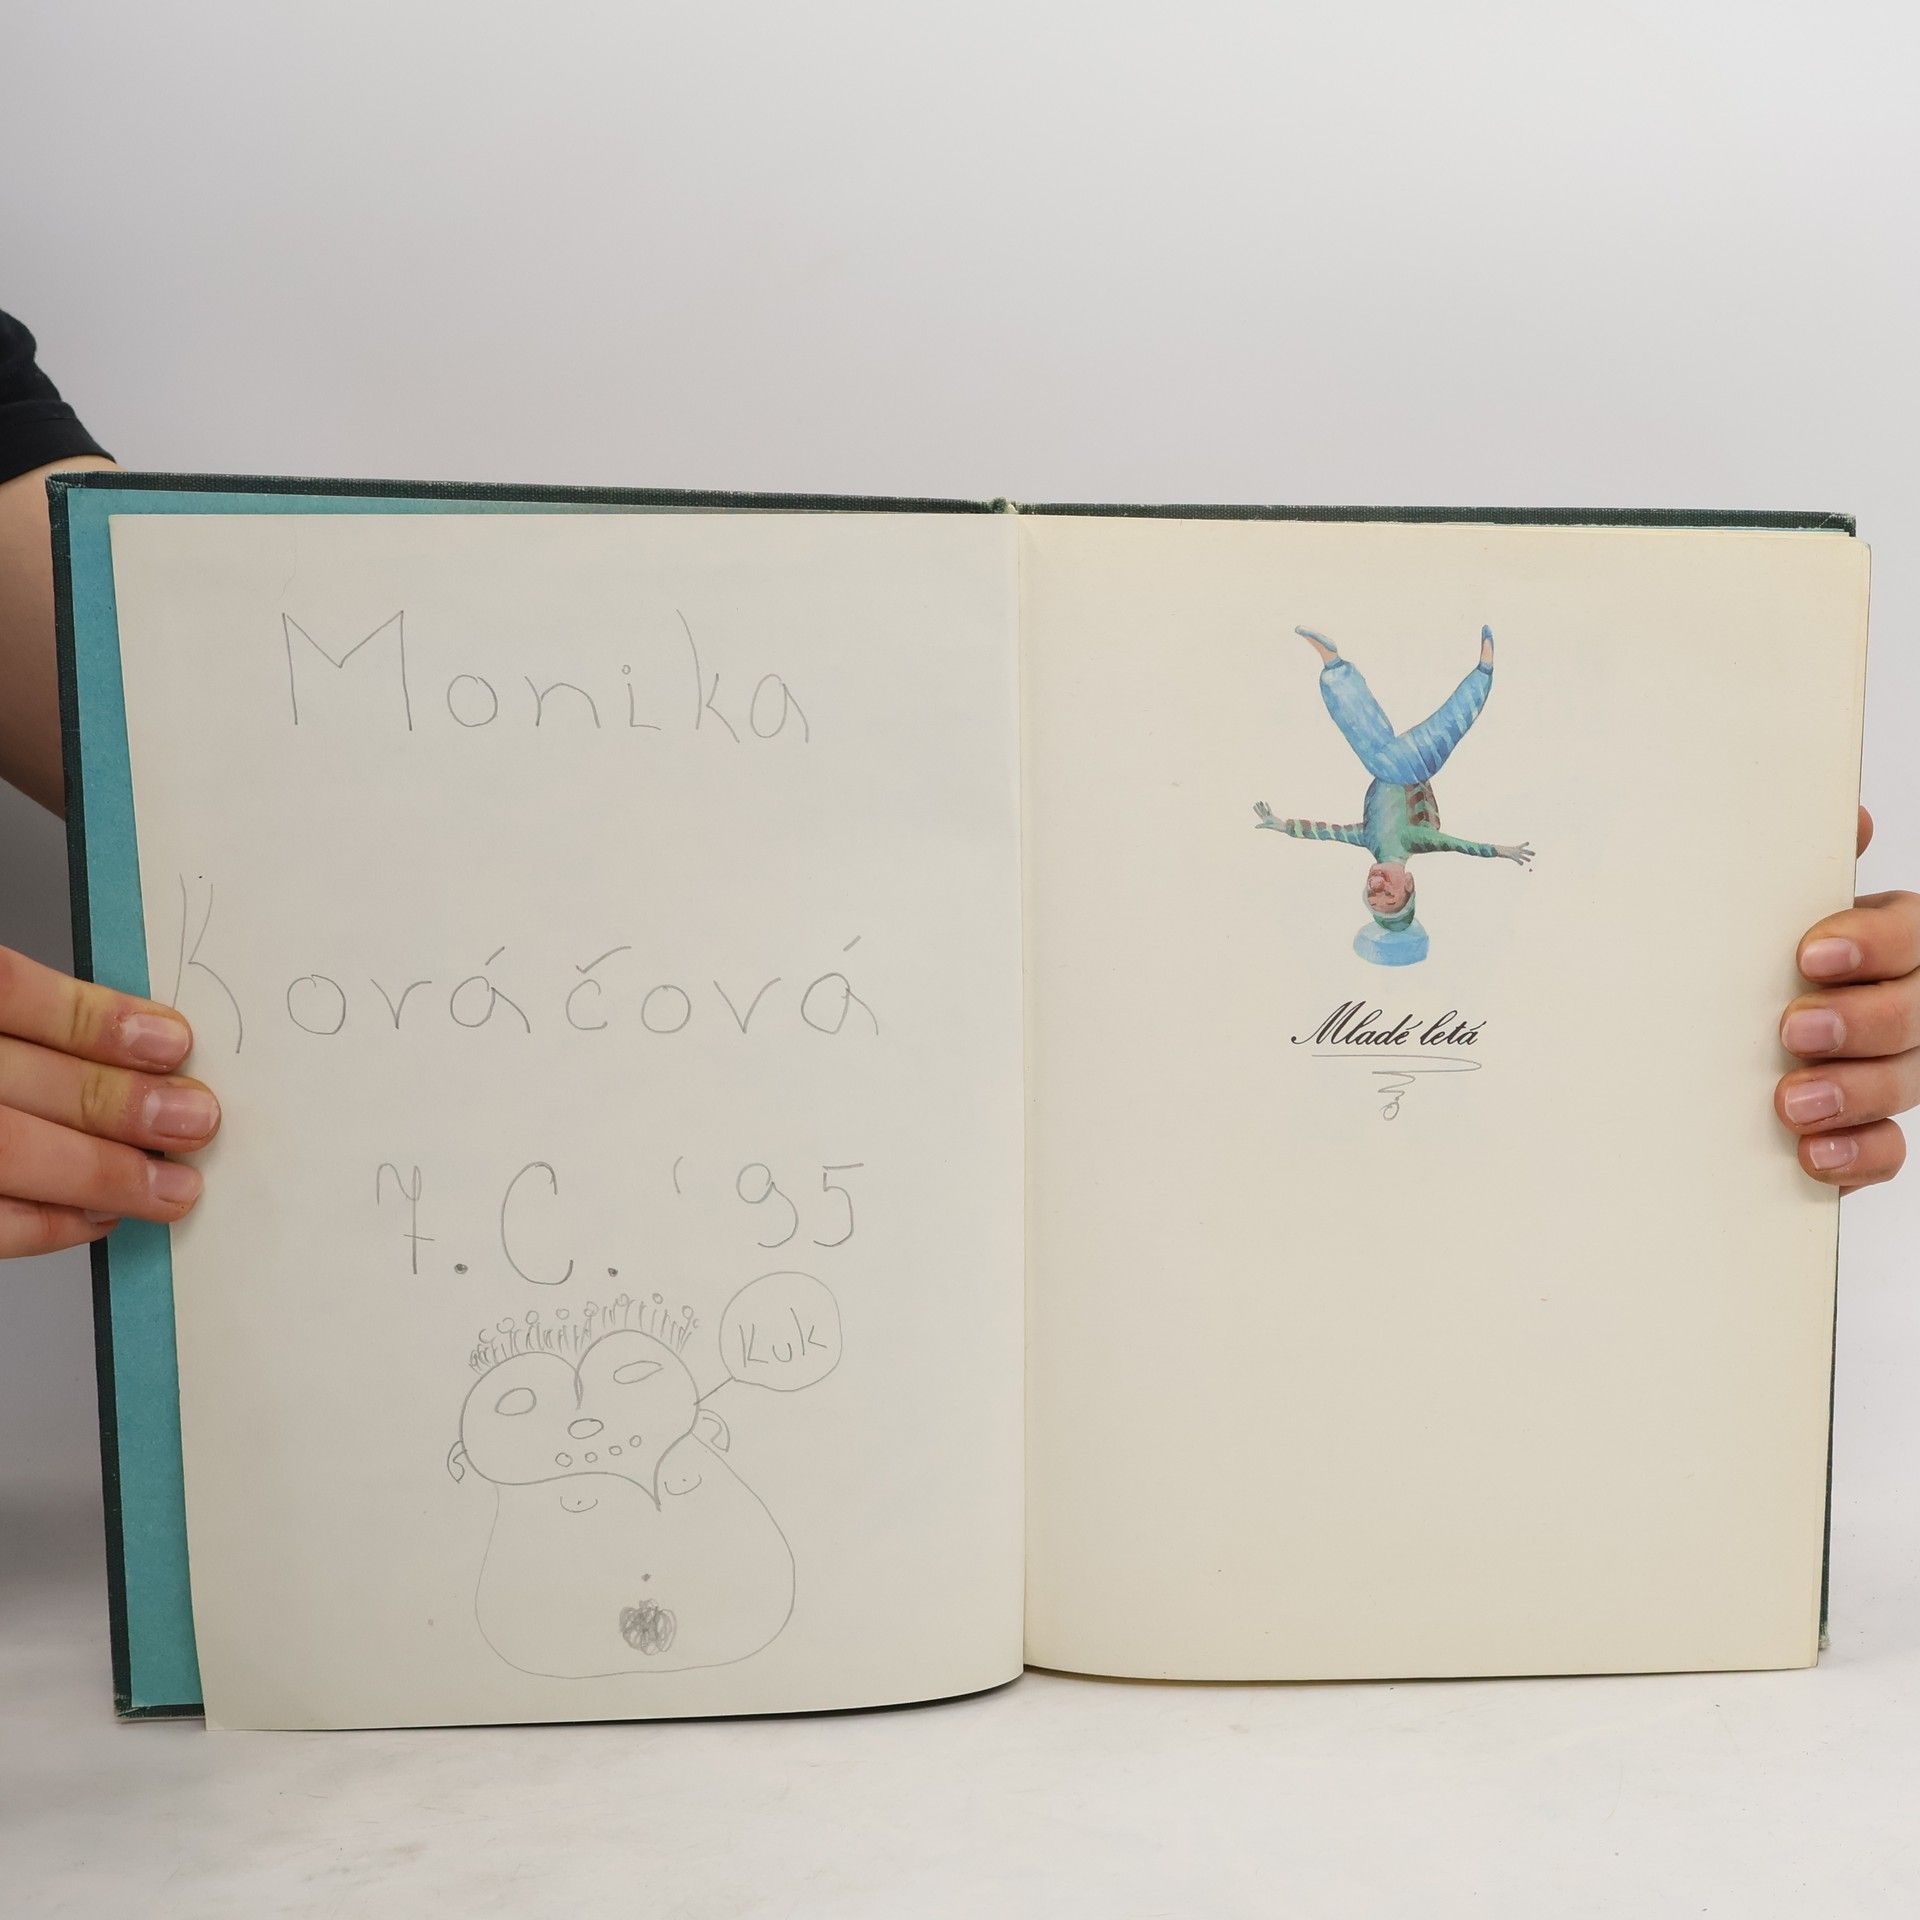 Monika
Kováčová
7.C. '95
Kuk
Mladé letá